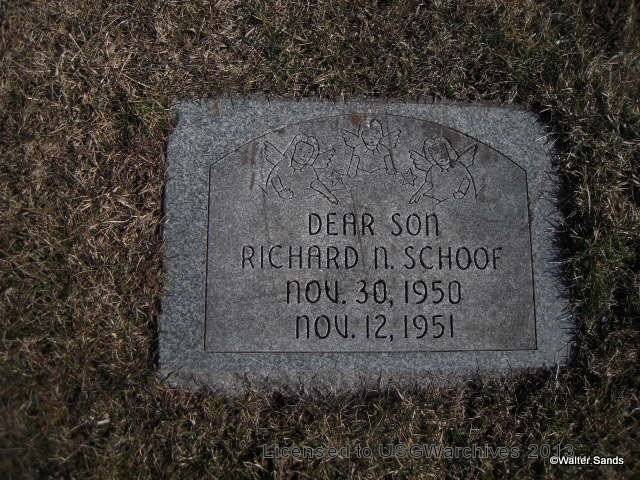 DEAR SON
RICHARD N. SCHOOF
NOV. 30, 1950
NOV. 12, 1951
Licensed to USGWarchives 2013
©Walter Sands